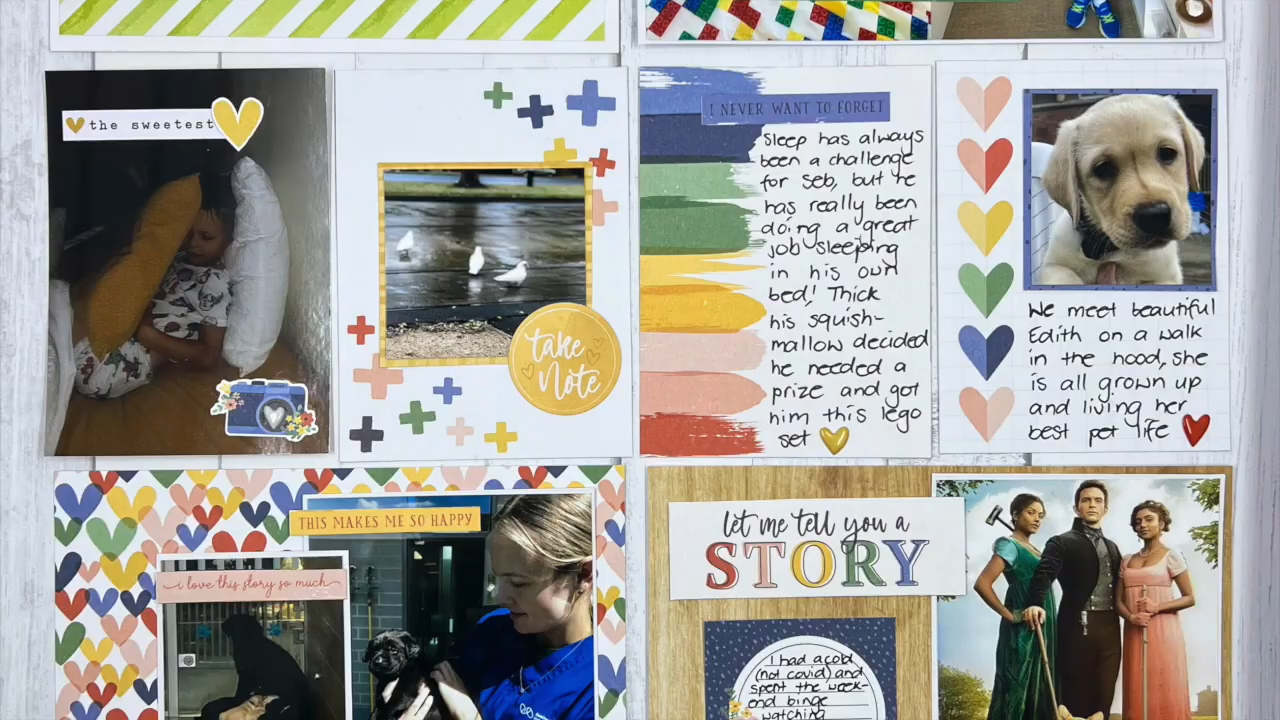 the sweetest
take
Note
I NEVER WANT TO FORGET
Sleep has always
been a challenge
for Seb, but he
has really been
doing a great
job sleeping
in his own
bed! Thick
his squish-
mallow decided
he needed a
prize and got
him this lego
set
We meet beautiful
Edith on a walk
in the hood, she
is all grown up
and living her
best pet life
THIS MAKES ME SO HAPPY
i love this story so much
let me tell you a
STORY
I had a cold
(not covid) and
spent the week-
end binge
watching